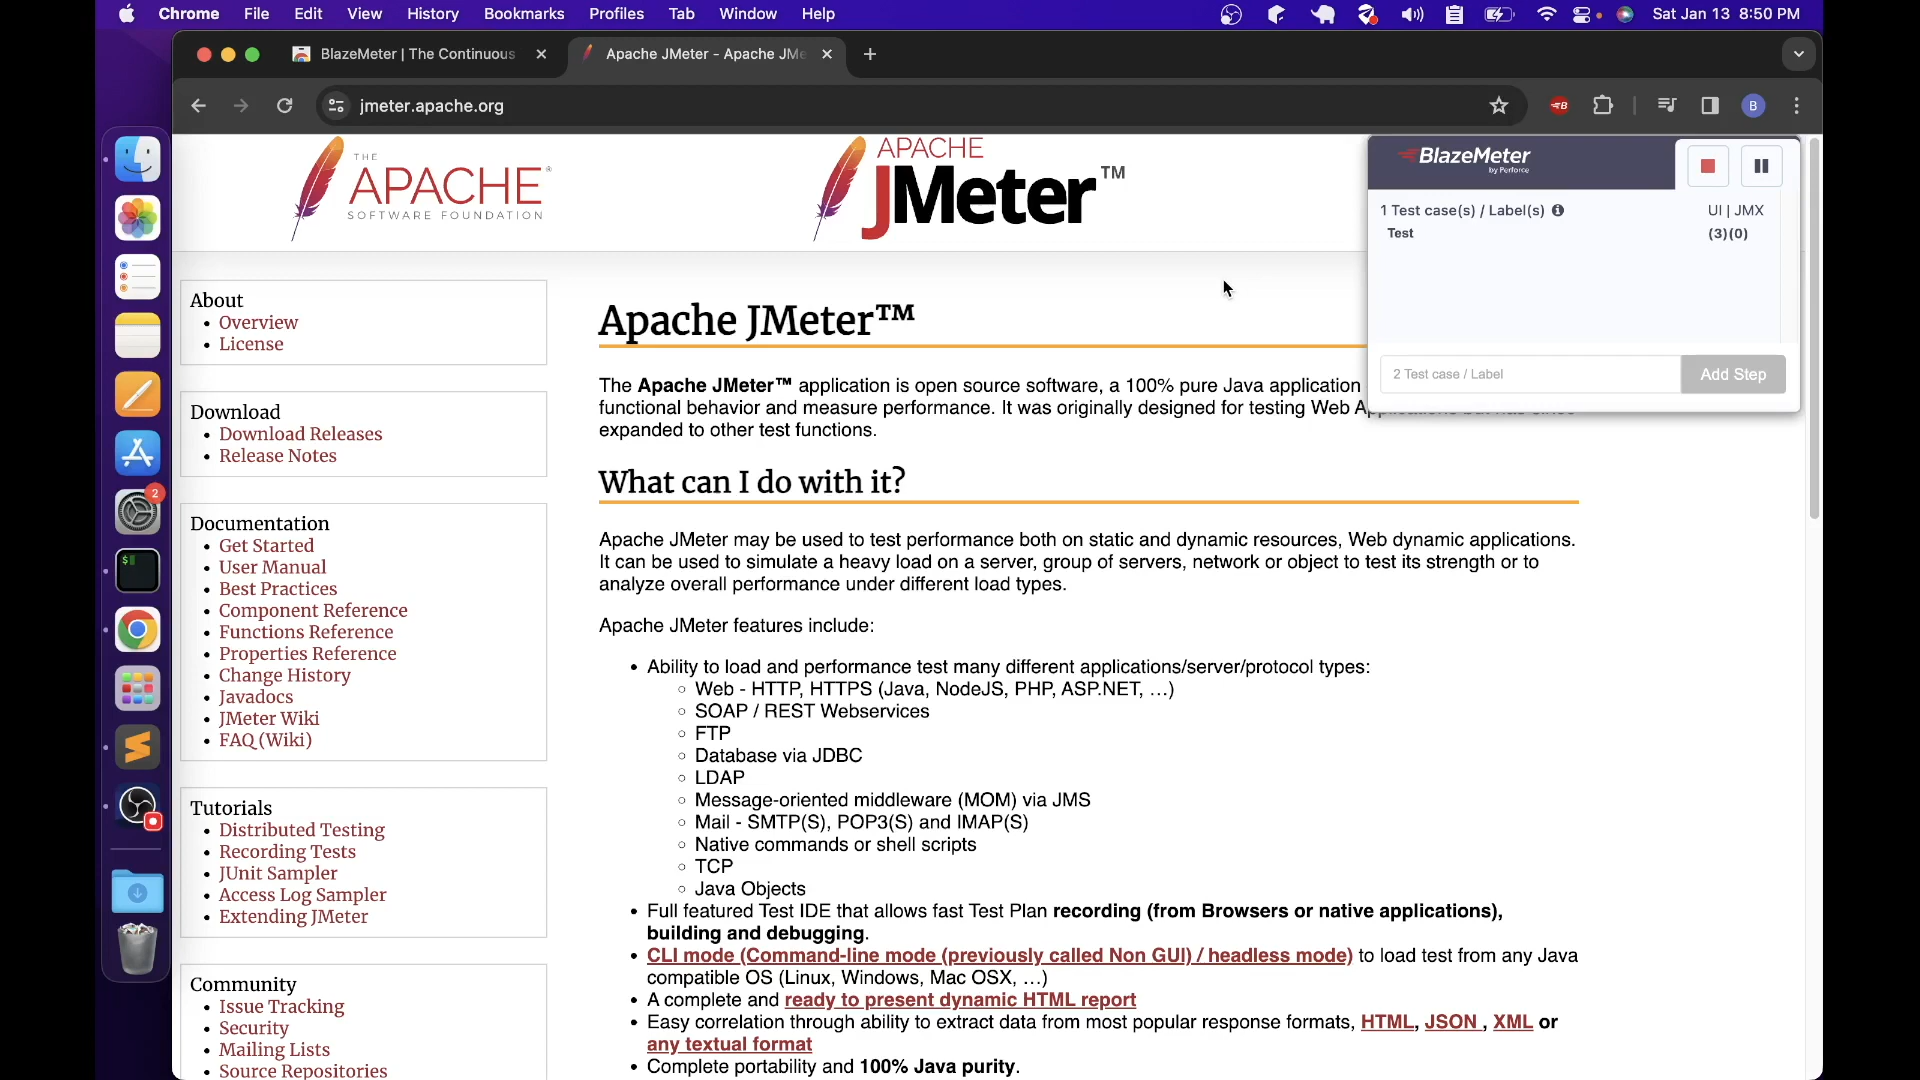 Chrome File Edit View History Bookmarks Profiles Tab Window Help Sat Jan 13 8:50 PM
BlazeMeter | The Continuous
Apache JMeter - Apache JMe
jmeter.apache.org
B
THE
APACHE®
SOFTWARE FOUNDATION
APACHE
JMeter™
BlazeMeter
by Perforce
1 Test case(s) / Label(s) UI | JMX
Test (3)(0)
2 Test case / Label
Add Step
2
About
Overview
License
Download
Download Releases
Release Notes
Documentation
Get Started
User Manual
Best Practices
Component Reference
Functions Reference
Properties Reference
Change History
Javadocs
JMeter Wiki
FAQ (Wiki)
Tutorials
Distributed Testing
Recording Tests
JUnit Sampler
Access Log Sampler
Extending JMeter
Community
Issue Tracking
Security
Mailing Lists
Source Repositories
Apache JMeter™
The Apache JMeter™ application is open source software, a 100% pure Java application
functional behavior and measure performance. It was originally designed for testing Web Applications but has since
expanded to other test functions.
What can I do with it?
Apache JMeter may be used to test performance both on static and dynamic resources, Web dynamic applications.
It can be used to simulate a heavy load on a server, group of servers, network or object to test its strength or to
analyze overall performance under different load types.
Apache JMeter features include:
Ability to load and performance test many different applications/server/protocol types:
Web - HTTP, HTTPS (Java, NodeJS, PHP, ASP.NET, …)
SOAP / REST Webservices
FTP
Database via JDBC
LDAP
Message-oriented middleware (MOM) via JMS
Mail - SMTP(S), POP3(S) and IMAP(S)
Native commands or shell scripts
TCP
Java Objects
Full featured Test IDE that allows fast Test Plan recording (from Browsers or native applications),
building and debugging.
CLI mode (Command-line mode (previously called Non GUI) / headless mode) to load test from any Java
compatible OS (Linux, Windows, Mac OSX, …)
A complete and ready to present dynamic HTML report
Easy correlation through ability to extract data from most popular response formats, HTML, JSON , XML or
any textual format
Complete portability and 100% Java purity.